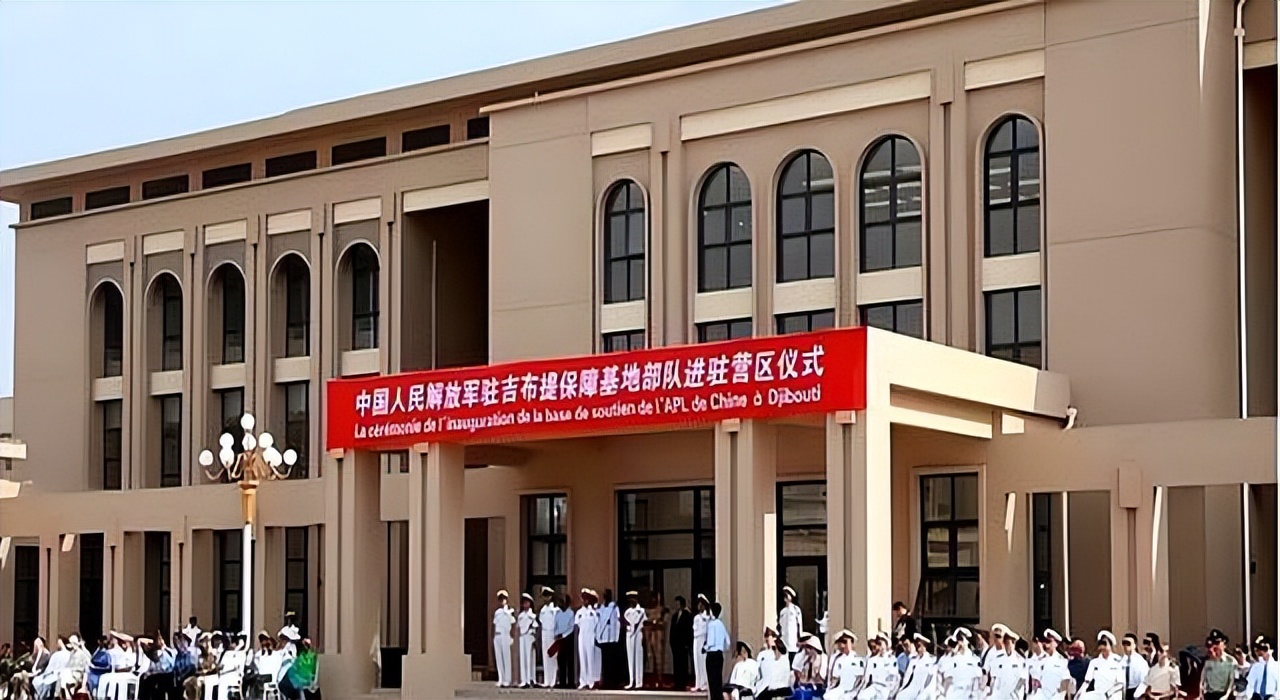 中国人民解放军驻吉布提保障基地部队进驻营区仪式
La cérémonie de l'inauguration de la base de soutien de l'APL de Chine à Djibouti